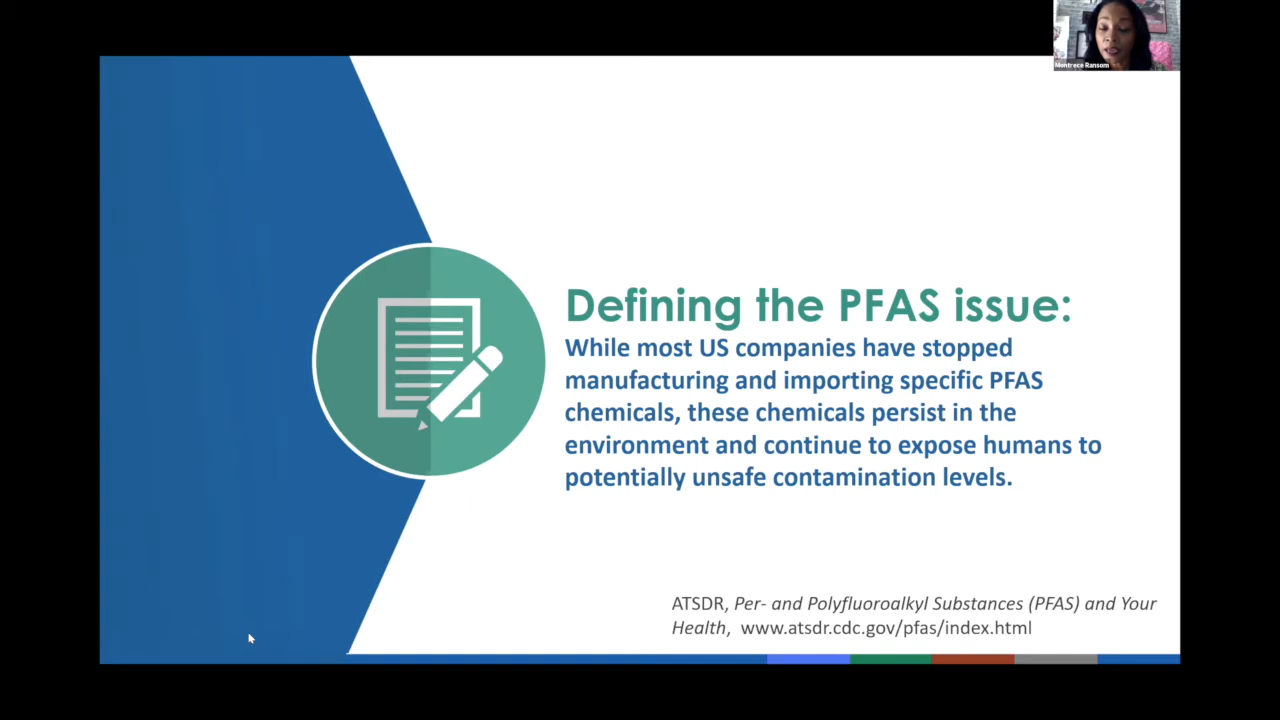 Montrece Ransom
Defining the PFAS issue:
While most US companies have stopped
manufacturing and importing specific PFAS
chemicals, these chemicals persist in the
environment and continue to expose humans to
potentially unsafe contamination levels.
ATSDR, Per- and Polyfluoroalkyl Substances (PFAS) and Your
Health, www.atsdr.cdc.gov/pfas/index.html